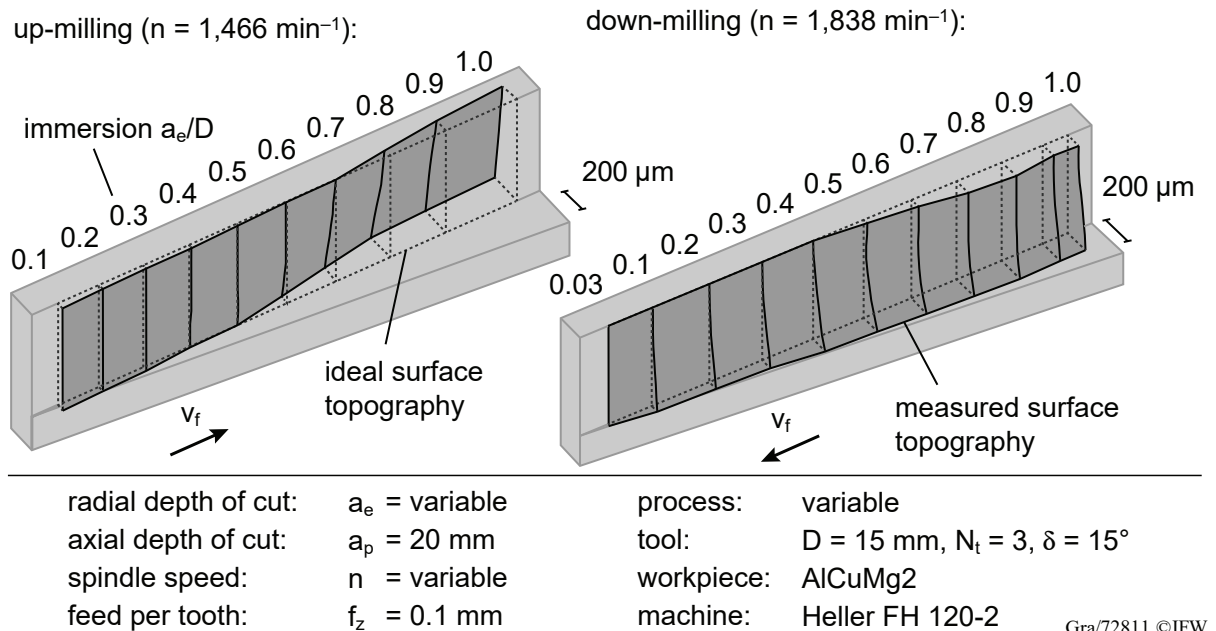 up-milling (n = 1,466 min⁻¹):
down-milling (n = 1,838 min⁻¹):
immersion aₑ/D
0.1
0.2
0.3
0.4
0.5
0.6
0.7
0.8
0.9
1.0
200 µm
ideal surface
topography
v_f
0.03
0.1
0.2
0.3
0.4
0.5
0.6
0.7
0.8
0.9
1.0
200 µm
measured surface
topography
v_f
radial depth of cut: aₑ = variable
axial depth of cut: aₚ = 20 mm
spindle speed: n = variable
feed per tooth: f_z = 0.1 mm
process: variable
tool: D = 15 mm, Nₜ = 3, δ = 15°
workpiece: AlCuMg2
machine: Heller FH 120-2
Gra/72811 ©IFW